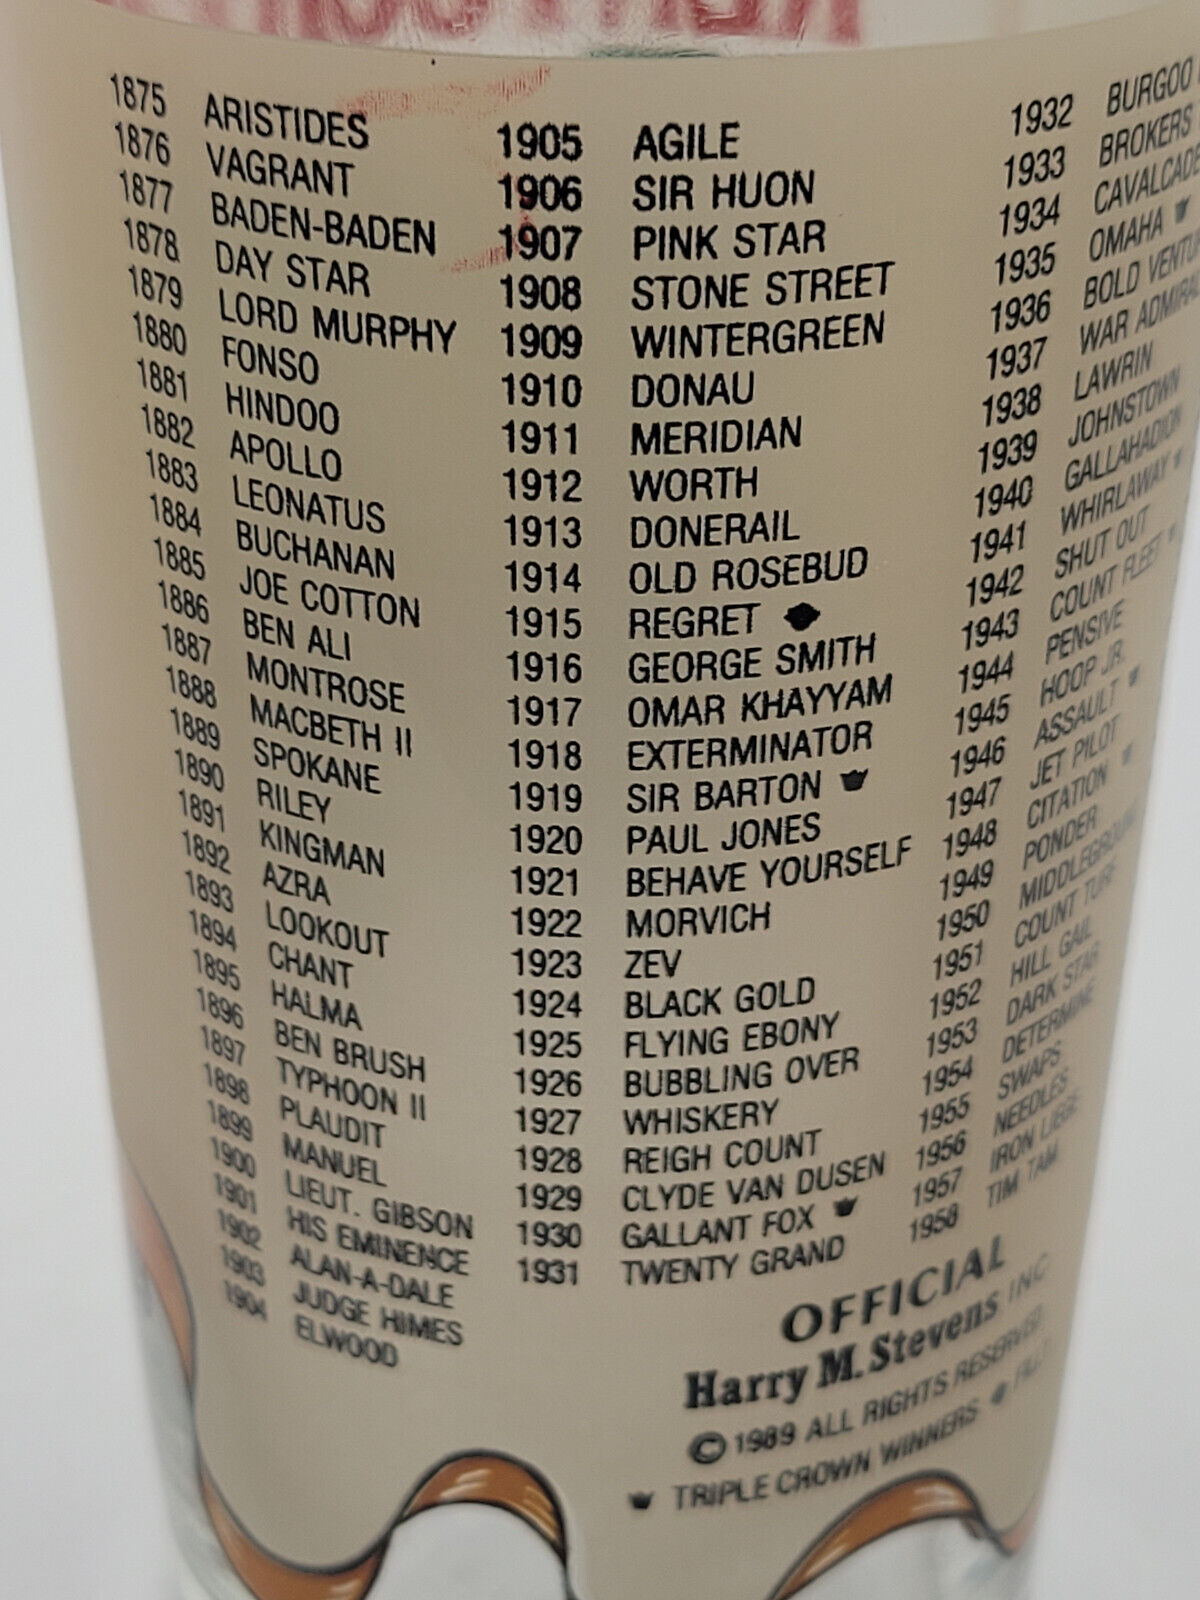 1875 ARISTIDES
1876 VAGRANT
1877 BADEN-BADEN
1878 DAY STAR
1879 LORD MURPHY
1880 FONSO
1881 HINDOO
1882 APOLLO
1883 LEONATUS
1884 BUCHANAN
1885 JOE COTTON
1886 BEN ALI
1887 MONTROSE
1888 MACBETH II
1889 SPOKANE
1890 RILEY
1891 KINGMAN
1892 AZRA
1893 LOOKOUT
1894 CHANT
1895 HALMA
1896 BEN BRUSH
1897 TYPHOON II
1898 PLAUDIT
1899 MANUEL
1900 LIEUT. GIBSON
1901 HIS EMINENCE
1902 ALAN-A-DALE
1903 JUDGE HIMES
1904 ELWOOD
1905 AGILE
1906 SIR HUON
1907 PINK STAR
1908 STONE STREET
1909 WINTERGREEN
1910 DONAU
1911 MERIDIAN
1912 WORTH
1913 DONERAIL
1914 OLD ROSEBUD
1915 REGRET
1916 GEORGE SMITH
1917 OMAR KHAYYAM
1918 EXTERMINATOR
1919 SIR BARTON
1920 PAUL JONES
1921 BEHAVE YOURSELF
1922 MORVICH
1923 ZEV
1924 BLACK GOLD
1925 FLYING EBONY
1926 BUBBLING OVER
1927 WHISKERY
1928 REIGH COUNT
1929 CLYDE VAN DUSEN
1930 GALLANT FOX
1931 TWENTY GRAND
1932 BURGOO
1933 BROKERS
1934 CAVALCADE
1935 OMAHA
1936 BOLD VENTU
1937 WAR ADMIRAL
1938 LAWRIN
1939 JOHNSTOWN
1940 GALLAHADION
1941 WHIRLAWAY
1942 SHUT OUT
1943 COUNT FLEET
1944 PENSIVE
1945 HOOP JR.
1946 ASSAULT
1947 JET PILOT
1948 CITATION
1949 PONDER
1950 MIDDLEGROUND
1951 COUNT TURF
1952 HILL GAIL
1953 DARK STAR
1954 DETERMINE
1955 SWAPS
1956 NEEDLES
1957 IRON LIEGE
1958 TIM TAM
OFFICIAL
Harry M. Stevens INC
© 1989 ALL RIGHTS RESERVED
TRIPLE CROWN WINNERS